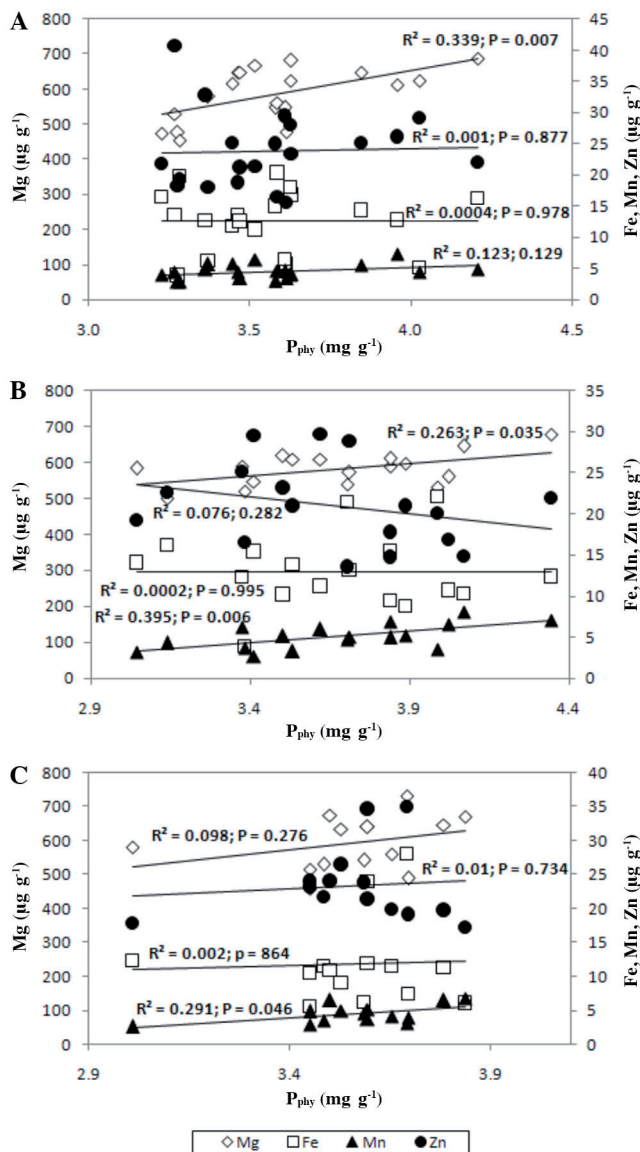 A
800
700
600
500
400
300
200
100
0
Mg (µg g⁻¹)
45
40
35
30
25
20
15
10
5
0
Fe, Mn, Zn (µg g⁻¹)
R² = 0.339; P = 0.007
R² = 0.001; P = 0.877
R² = 0.0004; P = 0.978
R² = 0.123; 0.129
3.0 3.5 4.0 4.5
Pphy (mg g⁻¹)
B
800
700
600
500
400
300
200
100
0
Mg (µg g⁻¹)
35
30
25
20
15
10
5
0
Fe, Mn, Zn (µg g⁻¹)
R² = 0.263; P = 0.035
R² = 0.076; 0.282
R² = 0.0002; P = 0.995
R² = 0.395; P = 0.006
2.9 3.4 3.9 4.4
Pphy (mg g⁻¹)
C
800
700
600
500
400
300
200
100
0
Mg (µg g⁻¹)
40
35
30
25
20
15
10
5
0
Fe, Mn, Zn (µg g⁻¹)
R² = 0.098; P = 0.276
R² = 0.01; P = 0.734
R² = 0.002; p = 864
R² = 0.291; P = 0.046
2.9 3.4 3.9
Pphy (mg g⁻¹)
Mg Fe Mn Zn